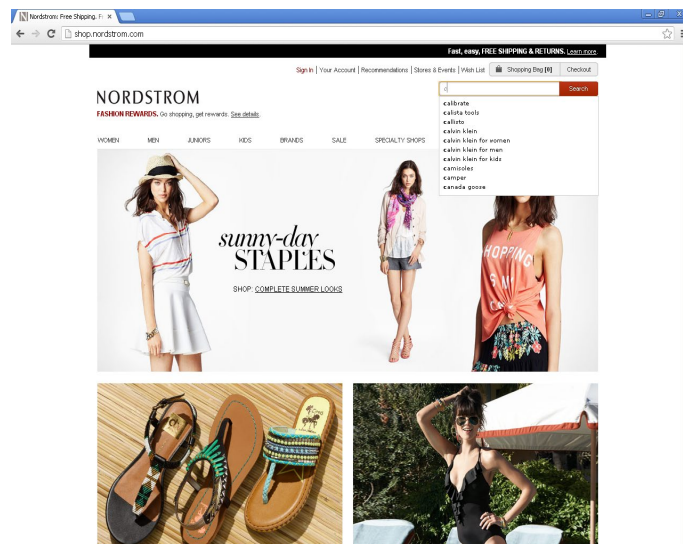 Nordstrom: Free Shipping. F
shop.nordstrom.com
Fast, easy, FREE SHIPPING & RETURNS. Learn more.
Sign In | Your Account | Recommendations | Stores & Events | Wish List
Shopping Bag [0]
Checkout
c
Search
NORDSTROM
FASHION REWARDS. Go shopping, get rewards. See details
calibrate
calista tools
callisto
calvin klein
calvin klein for women
calvin klein for men
calvin klein for kids
camisoles
camper
canada goose
WOMEN MEN JUNIORS KIDS BRANDS SALE SPECIALTY SHOPS
sunny-day
STAPLES
SHOP: COMPLETE SUMMER LOOKS
HOPPING